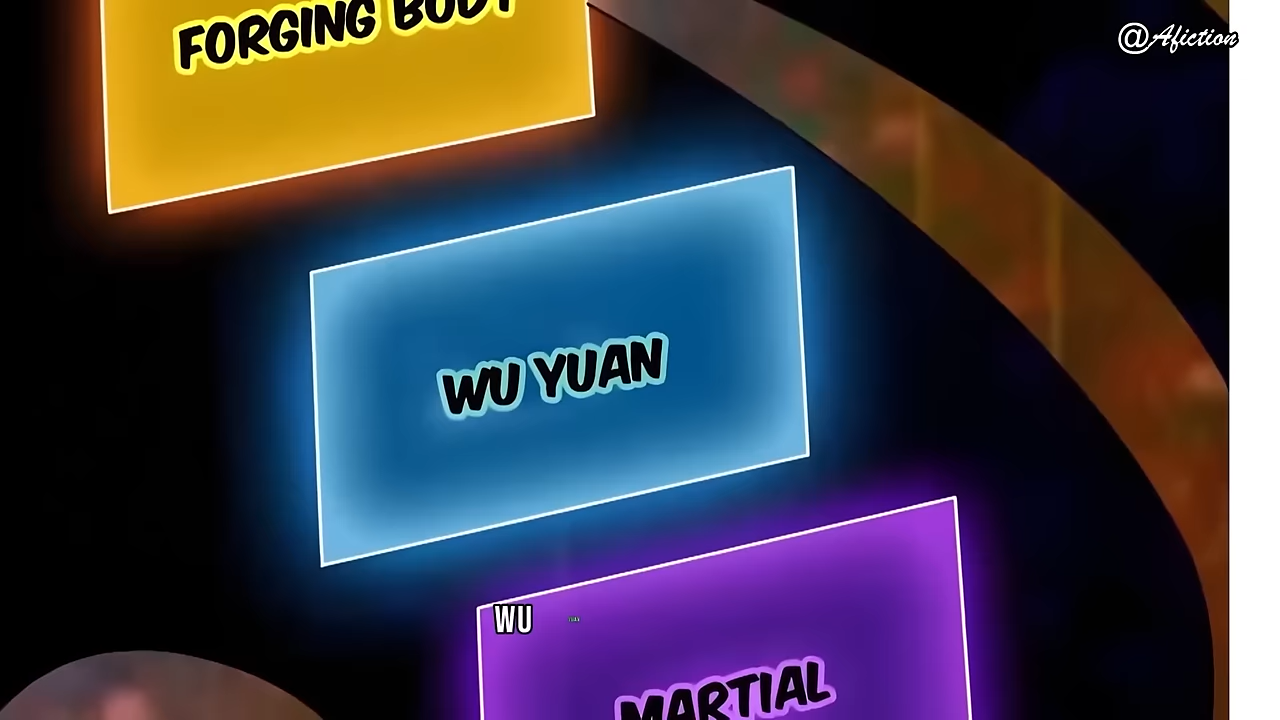 @Afiction
FORGING BODY
WU YUAN
WU
MARTIAL